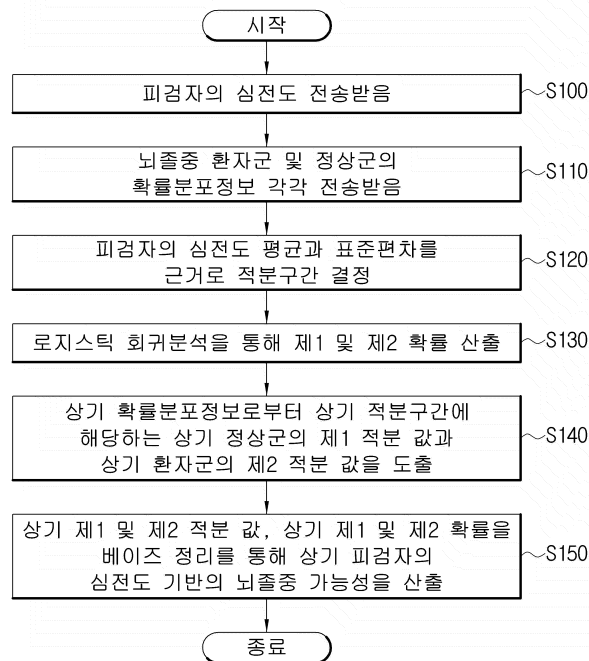 시작
피검자의 심전도 전송받음
S100
뇌졸중 환자군 및 정상군의
확률분포정보 각각 전송받음
S110
피검자의 심전도 평균과 표준편차를
근거로 적분구간 결정
S120
로지스틱 회귀분석을 통해 제1 및 제2 확률 산출
S130
상기 확률분포정보로부터 상기 적분구간에
해당하는 상기 정상군의 제1 적분 값과
상기 환자군의 제2 적분 값을 도출
S140
상기 제1 및 제2 적분 값, 상기 제1 및 제2 확률을
베이즈 정리를 통해 상기 피검자의
심전도 기반의 뇌졸중 가능성을 산출
S150
종료